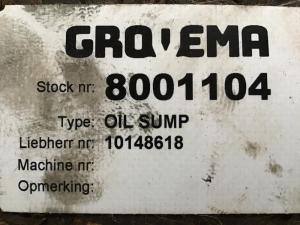 GROVEMA
Stock nr: 8001104
Type: OIL SUMP
Liebherr nr: 10148618
Machine nr:
Opmerking: